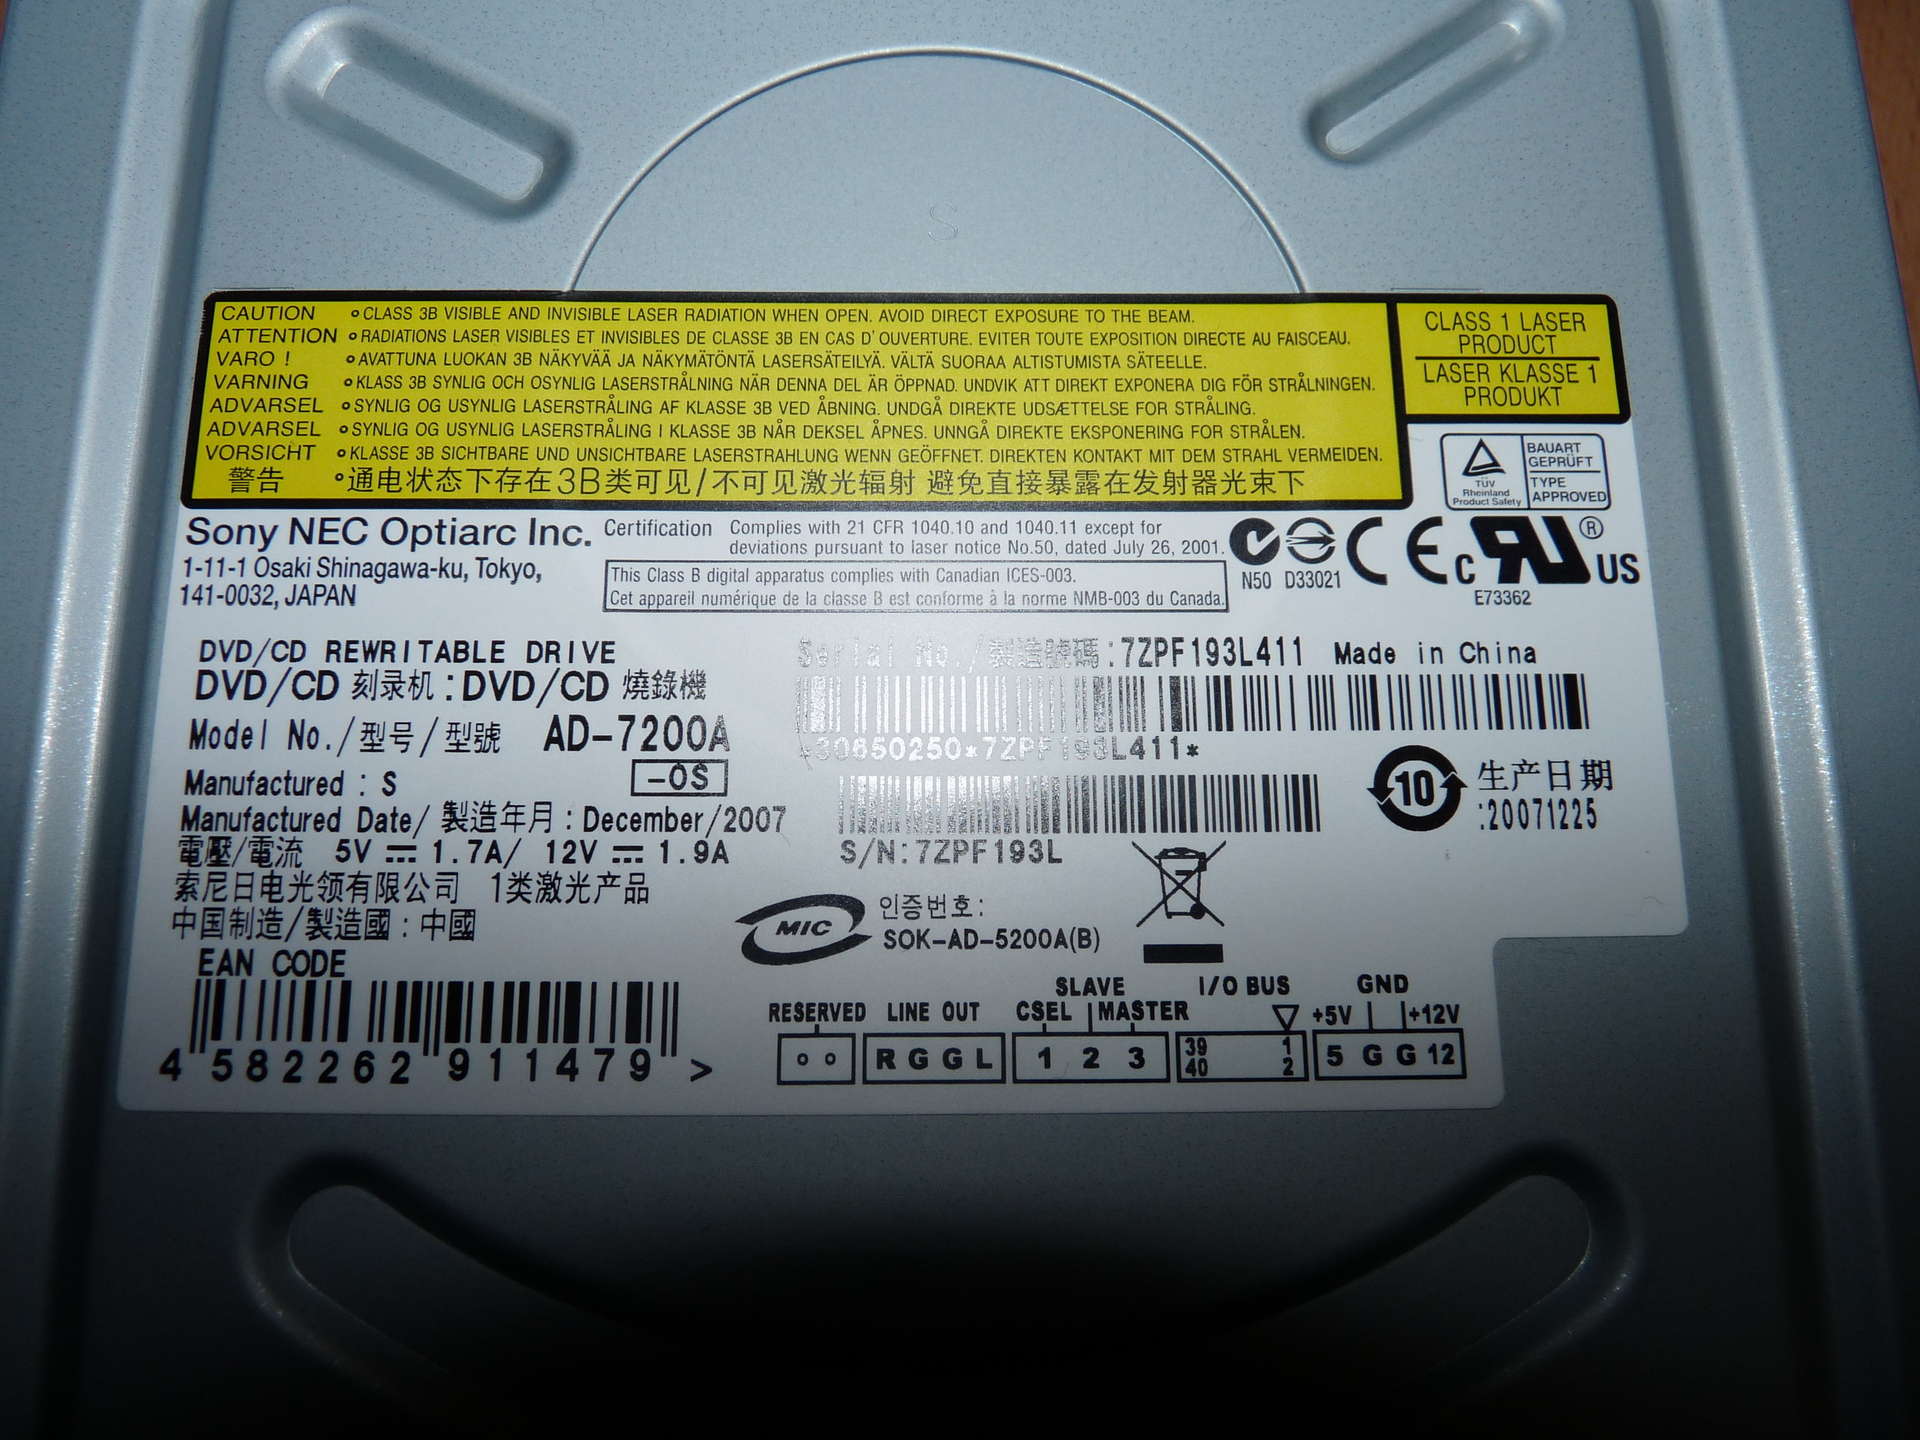 S
CAUTION ∘CLASS 3B VISIBLE AND INVISIBLE LASER RADIATION WHEN OPEN. AVOID DIRECT EXPOSURE TO THE BEAM.
ATTENTION ∘RADIATIONS LASER VISIBLES ET INVISIBLES DE CLASSE 3B EN CAS D'OUVERTURE. EVITER TOUTE EXPOSITION DIRECTE AU FAISCEAU.
VARO ! ∘AVATTUNA LUOKAN 3B NÄKYVÄÄ JA NÄKYMÄTÖNTÄ LASERSÄTEILYÄ. VÄLTÄ SUORAA ALTISTUMISTA SÄTEELLE.
VARNING ∘KLASS 3B SYNLIG OCH OSYNLIG LASERSTRÅLNING NÄR DENNA DEL ÄR ÖPPNAD. UNDVIK ATT DIREKT EXPONERA DIG FÖR STRÅLNINGEN.
ADVARSEL ∘SYNLIG OG USYNLIG LASERSTRÅLING AF KLASSE 3B VED ÅBNING. UNDGÅ DIREKTE UDSÆTTELSE FOR STRÅLING.
ADVARSEL ∘SYNLIG OG USYNLIG LASERSTRÅLING I KLASSE 3B NÅR DEKSEL ÅPNES. UNNGÅ DIREKTE EKSPONERING FOR STRÅLEN.
VORSICHT ∘KLASSE 3B SICHTBARE UND UNSICHTBARE LASERSTRAHLUNG WENN GEÖFFNET. DIREKTEN KONTAKT MIT DEM STRAHL VERMEIDEN.
警告 ∘通电状态下存在3B类可见/不可见激光辐射 避免直接暴露在发射器光束下
CLASS 1 LASER
PRODUCT
LASER KLASSE 1
PRODUKT
TÜV
Rheinland
Product Safety
BAUART
GEPRÜFT
TYPE
APPROVED
Sony NEC Optiarc Inc.
1-11-1 Osaki Shinagawa-ku, Tokyo,
141-0032, JAPAN
Certification Complies with 21 CFR 1040.10 and 1040.11 except for
deviations pursuant to laser notice No.50, dated July 26, 2001.
This Class B digital apparatus complies with Canadian ICES-003.
Cet appareil numérique de la classe B est conforme à la norme NMB-003 du Canada.
N50 D33021
CE
c RU ® US
E73362
DVD/CD REWRITABLE DRIVE
DVD/CD 刻录机:DVD/CD 燒錄機
Model No./型号/型號 AD-7200A
-0S
Manufactured : S
Manufactured Date/ 製造年月:December/2007
電壓/電流 5V ⎓ 1.7A/ 12V ⎓ 1.9A
索尼日电光领有限公司 1类激光产品
中国制造/製造國:中國
EAN CODE
4 582262 911479 >
Serial No./製造號碼:7ZPF193L411 Made in China
*30650250*7ZPF193L411*
S/N:7ZPF193L
10
生产日期
:20071225
MIC
인증번호:
SOK-AD-5200A(B)
RESERVED LINE OUT CSEL SLAVE MASTER I/O BUS +5V GND +12V
R G G L
1 2 3
39 1
40 2
5 G G 12